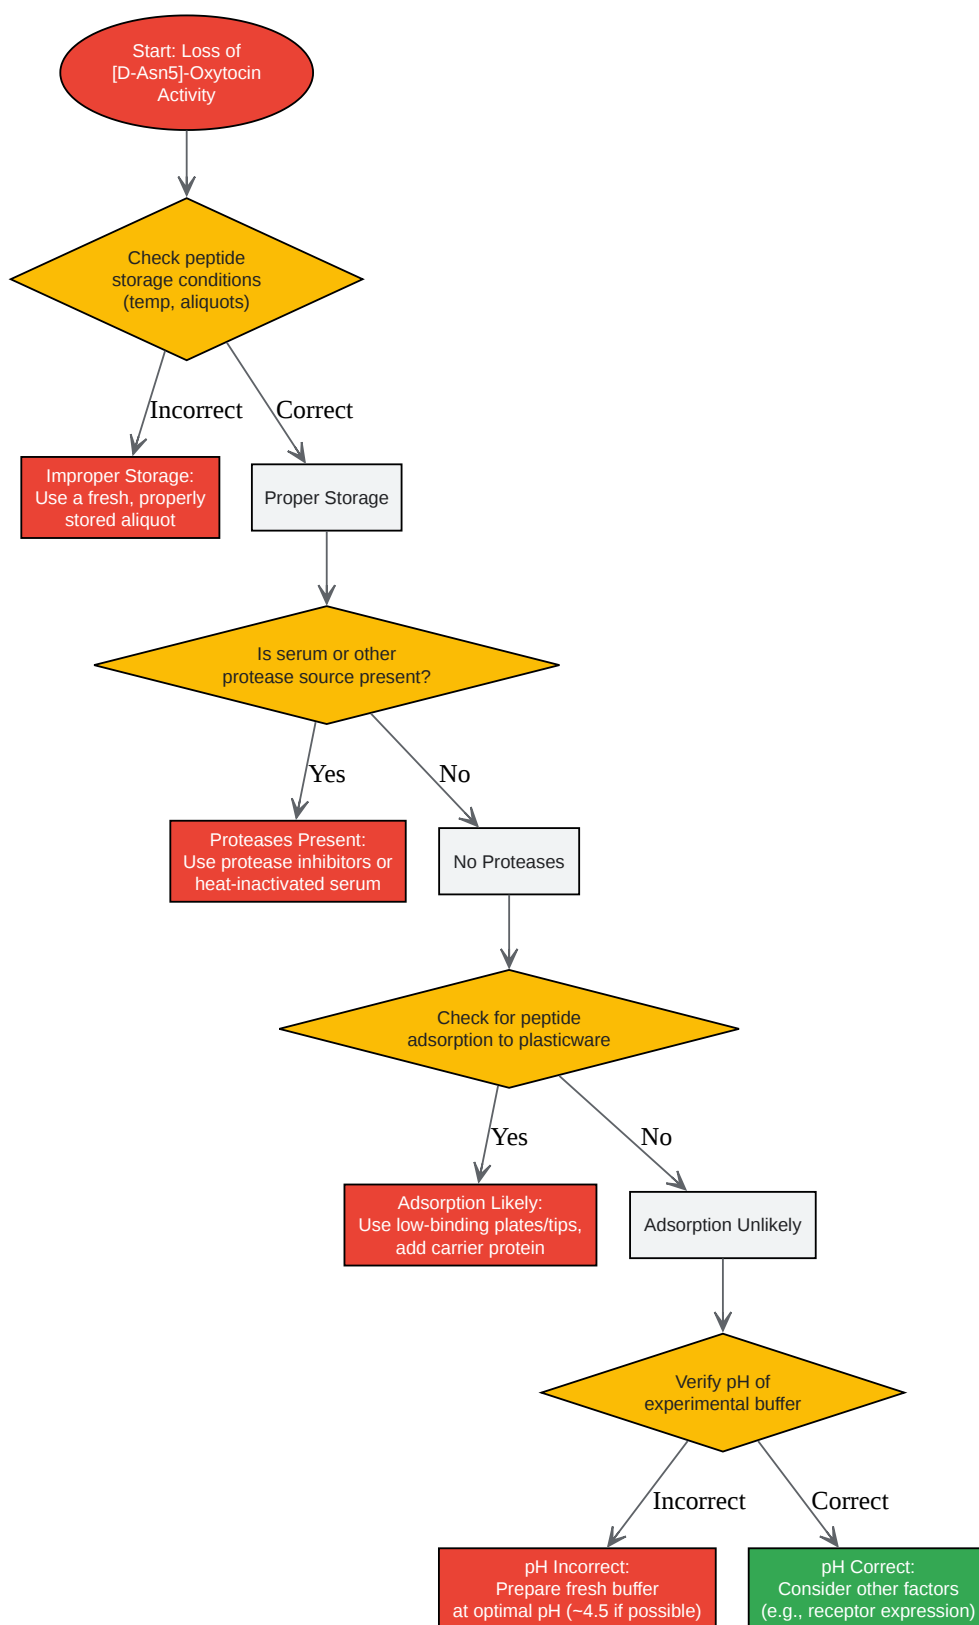 Start: Loss of
[D-Asn5]-Oxytocin
Activity
Check peptide
storage conditions
(temp, aliquots)
Incorrect
Correct
Improper Storage:
Use a fresh, properly
stored aliquot
Proper Storage
Is serum or other
protease source present?
Yes
No
Proteases Present:
Use protease inhibitors or
heat-inactivated serum
No Proteases
Check for peptide
adsorption to plasticware
Yes
No
Adsorption Likely:
Use low-binding plates/tips,
add carrier protein
Adsorption Unlikely
Verify pH of
experimental buffer
Incorrect
Correct
pH Incorrect:
Prepare fresh buffer
at optimal pH (~4.5 if possible)
pH Correct:
Consider other factors
(e.g., receptor expression)